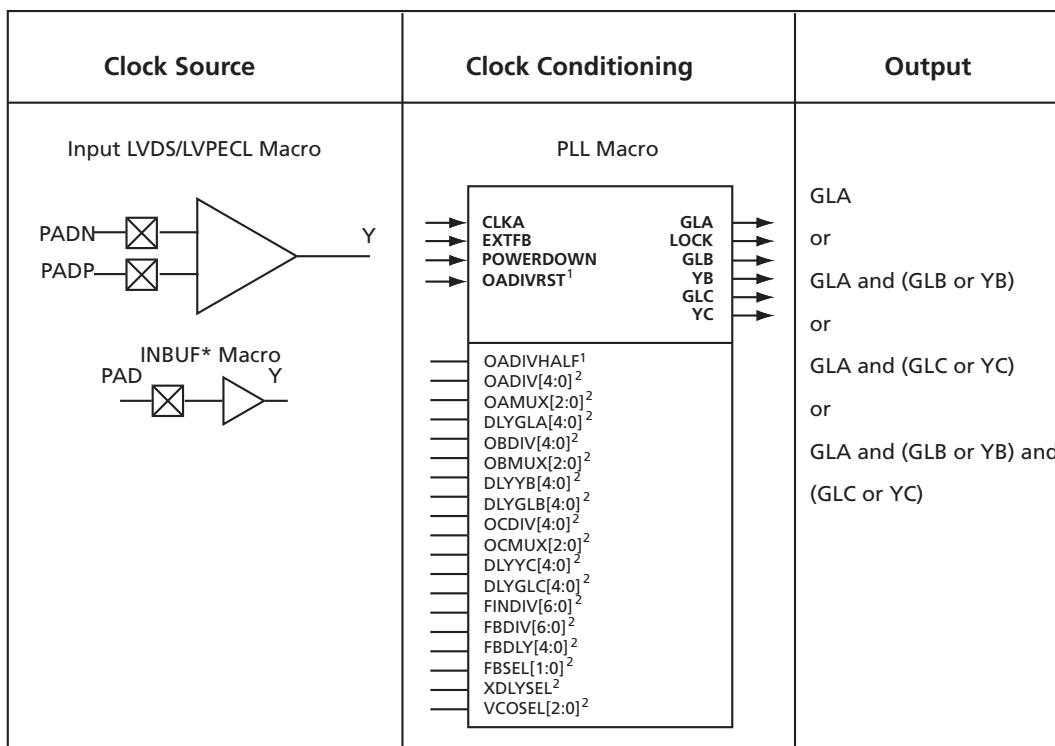 Clock Source
Clock Conditioning
Output
Input LVDS/LVPECL Macro
PADN
PADP
Y
INBUF* Macro
PAD
Y
PLL Macro
CLKA
EXTFB
POWERDOWN
OADIVRST1
GLA
LOCK
GLB
YB
GLC
YC
OADIVHALF1
OADIV[4:0]2
OAMUX[2:0]2
DLYGLA[4:0]2
OBDIV[4:0]2
OBMUX[2:0]2
DLYYB[4:0]2
DLYGLB[4:0]2
OCDIV[4:0]2
OCMUX[2:0]2
DLYYC[4:0]2
DLYGLC[4:0]2
FINDIV[6:0]2
FBDIV[6:0]2
FBDLY[4:0]2
FBSEL[1:0]2
XDLYSEL2
VCOSEL[2:0]2
GLA
or
GLA and (GLB or YB)
or
GLA and (GLC or YC)
or
GLA and (GLB or YB) and
(GLC or YC)